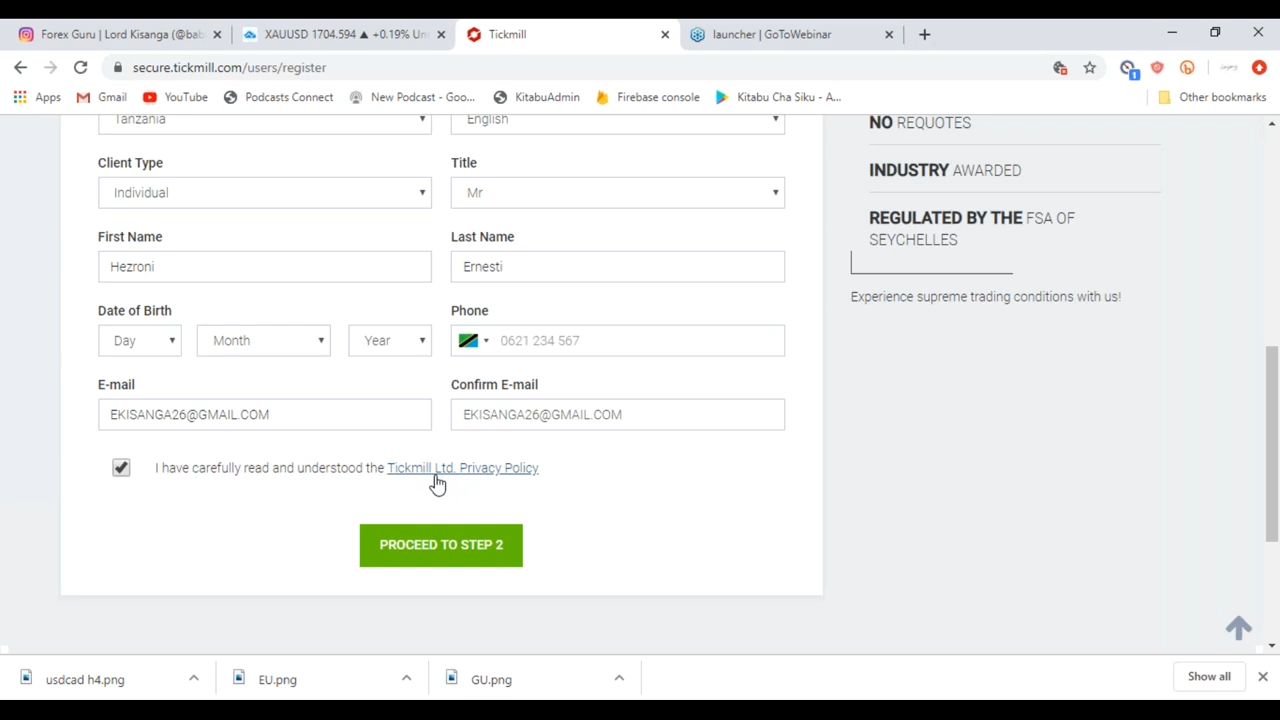 Forex Guru | Lord Kisanga (@bab
XAUUSD 1704.594 ▲ +0.19% Un
Tickmill
launcher | GoToWebinar
secure.tickmill.com/users/register
1
Apps
Gmail
YouTube
Podcasts Connect
New Podcast - Goo...
KitabuAdmin
Firebase console
Kitabu Cha Siku - A...
Other bookmarks
Tanzania
English
NO REQUOTES
Client Type
Title
INDUSTRY AWARDED
Individual
Mr
REGULATED BY THE FSA OF
SEYCHELLES
First Name
Last Name
Hezroni
Ernesti
Experience supreme trading conditions with us!
Date of Birth
Phone
Day
Month
Year
0621 234 567
E-mail
Confirm E-mail
EKISANGA26@GMAIL.COM
EKISANGA26@GMAIL.COM
I have carefully read and understood the Tickmill Ltd. Privacy Policy
PROCEED TO STEP 2
usdcad h4.png
EU.png
GU.png
Show all